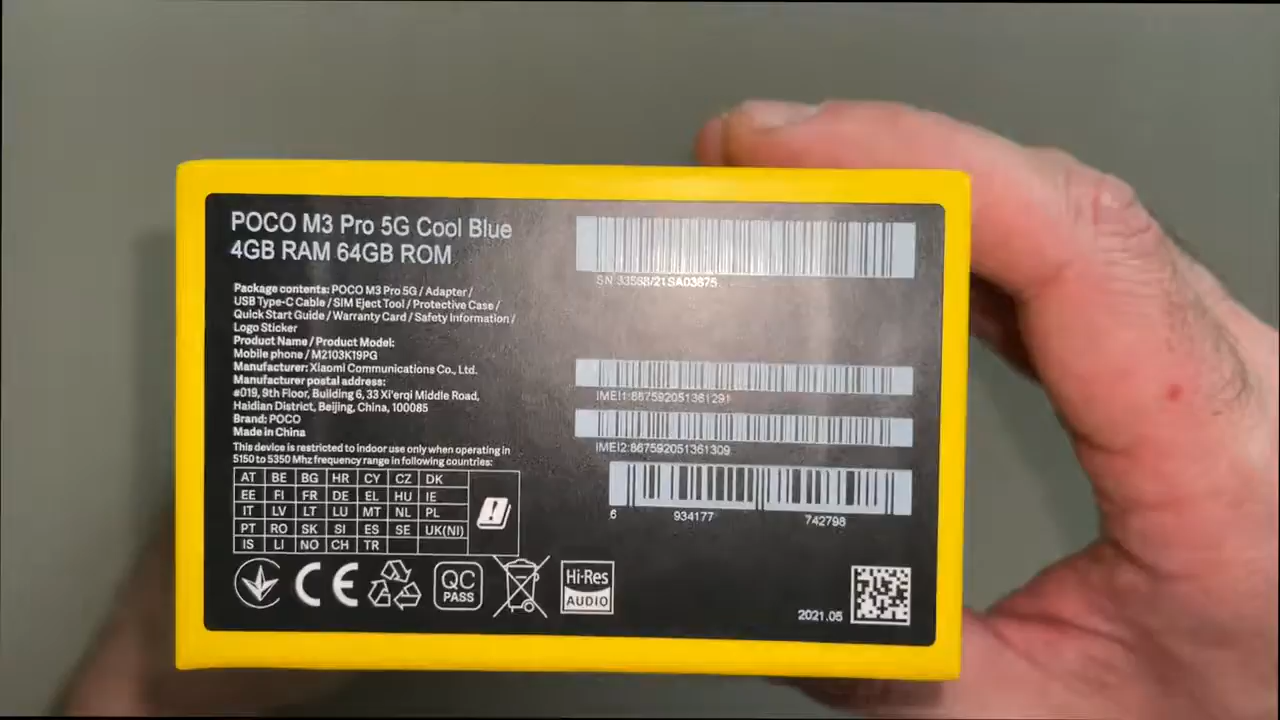 POCO M3 Pro 5G Cool Blue
4GB RAM 64GB ROM
Package contents: POCO M3 Pro 5G / Adapter /
USB Type-C Cable / SIM Eject Tool / Protective Case /
Quick Start Guide / Warranty Card / Safety Information /
Logo Sticker
Product Name / Product Model:
Mobile phone / M2103K19PG
Manufacturer: Xiaomi Communications Co., Ltd.
Manufacturer postal address:
#019, 9th Floor, Building 6, 33 Xi'erqi Middle Road,
Haidian District, Beijing, China, 100085
Brand: POCO
Made in China
This device is restricted to indoor use only when operating in
5150 to 5350 Mhz frequency range in following countries:
AT BE BG HR CY CZ DK
EE FI FR DE EL HU IE
IT LV LT LU MT NL PL
PT RO SK SI ES SE UK(NI)
IS LI NO CH TR
CE
QC
PASS
Hi-Res
AUDIO
SN
IMEI1:867592051361291
IMEI2:867592051361309
6 934177 742798
2021.05